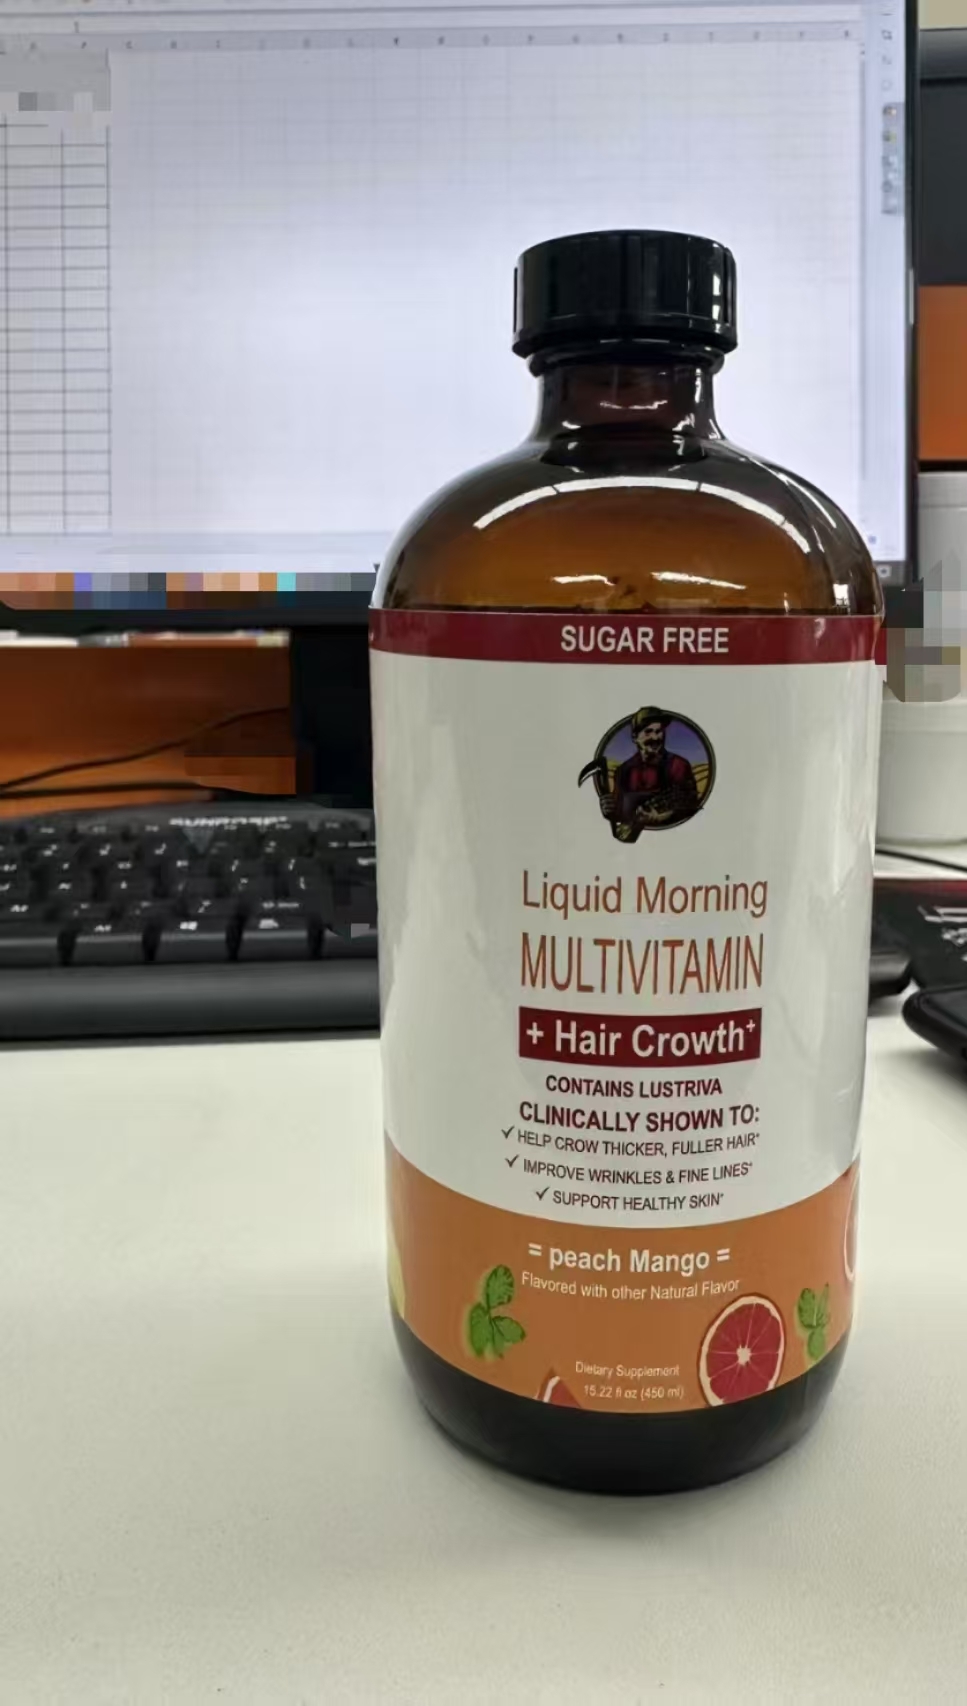 SUGAR FREE
Liquid Morning
MULTIVITAMIN
+ Hair Crowth+
CONTAINS LUSTRIVA
CLINICALLY SHOWN TO:
✓ HELP CROW THICKER, FULLER HAIR*
✓ IMPROVE WRINKLES & FINE LINES*
✓ SUPPORT HEALTHY SKIN*
= peach Mango =
Flavored with other Natural Flavor
Dietary Supplement
15.22 fl oz (450 ml)